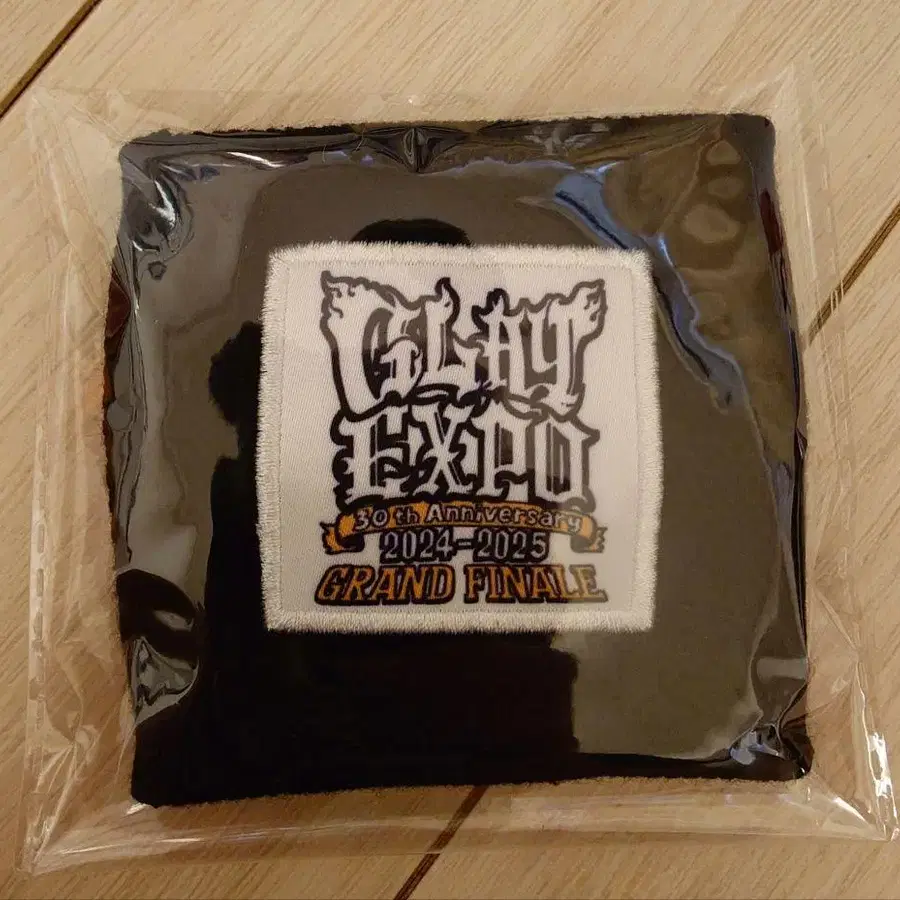 GLAY
EXPO
30th Anniversary
2024-2025
GRAND FINALE